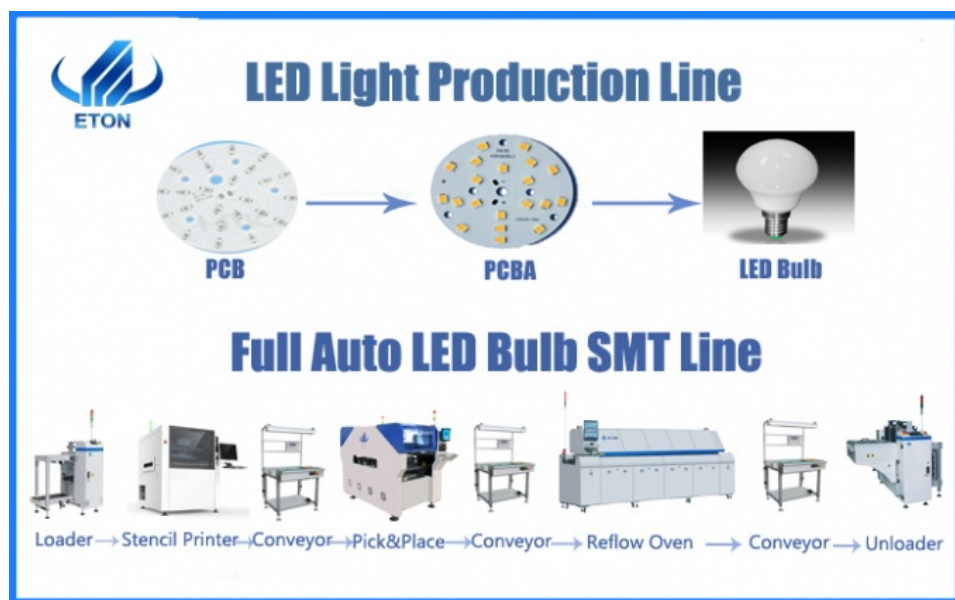 ETON
LED Light Production Line
PCB
PCBA
LED Bulb
Full Auto LED Bulb SMT Line
Loader Stencil Printer Conveyor Pick&Place Conveyor Reflow Oven Conveyor Unloader